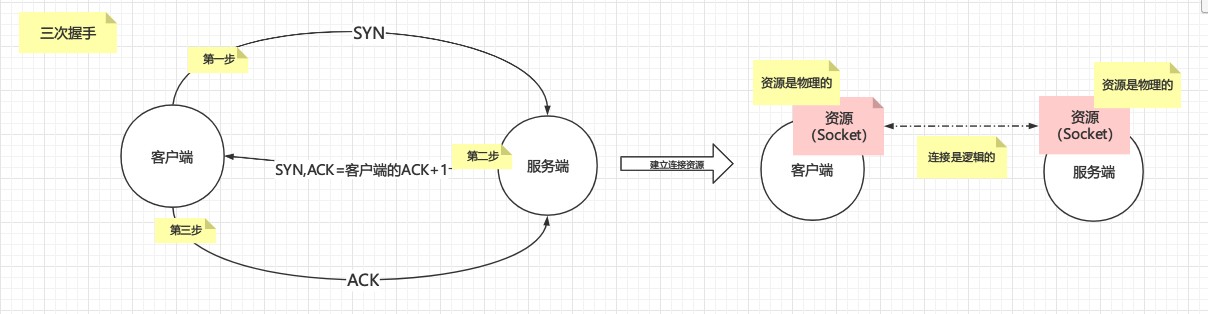 三次握手
SYN
第一步
客户端
SYN,ACK=客户端的ACK+1
第二步
服务端
第三步
ACK
建立连接资源
资源是物理的
资源
（Socket）
客户端
连接是逻辑的
资源是物理的
资源
（Socket）
服务端